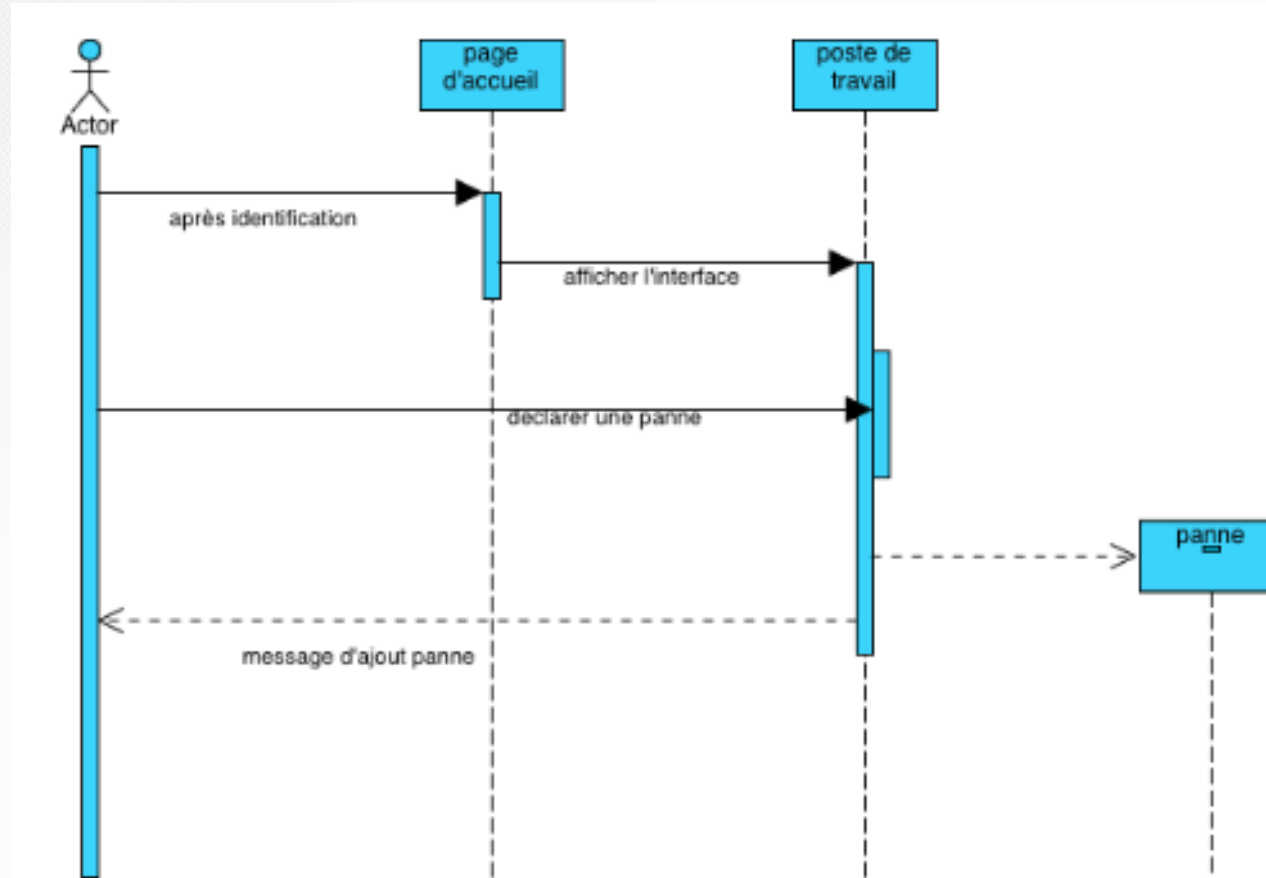 page
d'accueil
poste de
travail
Actor
après identification
afficher l'interface
declarer une panne
panne
message d'ajout panne